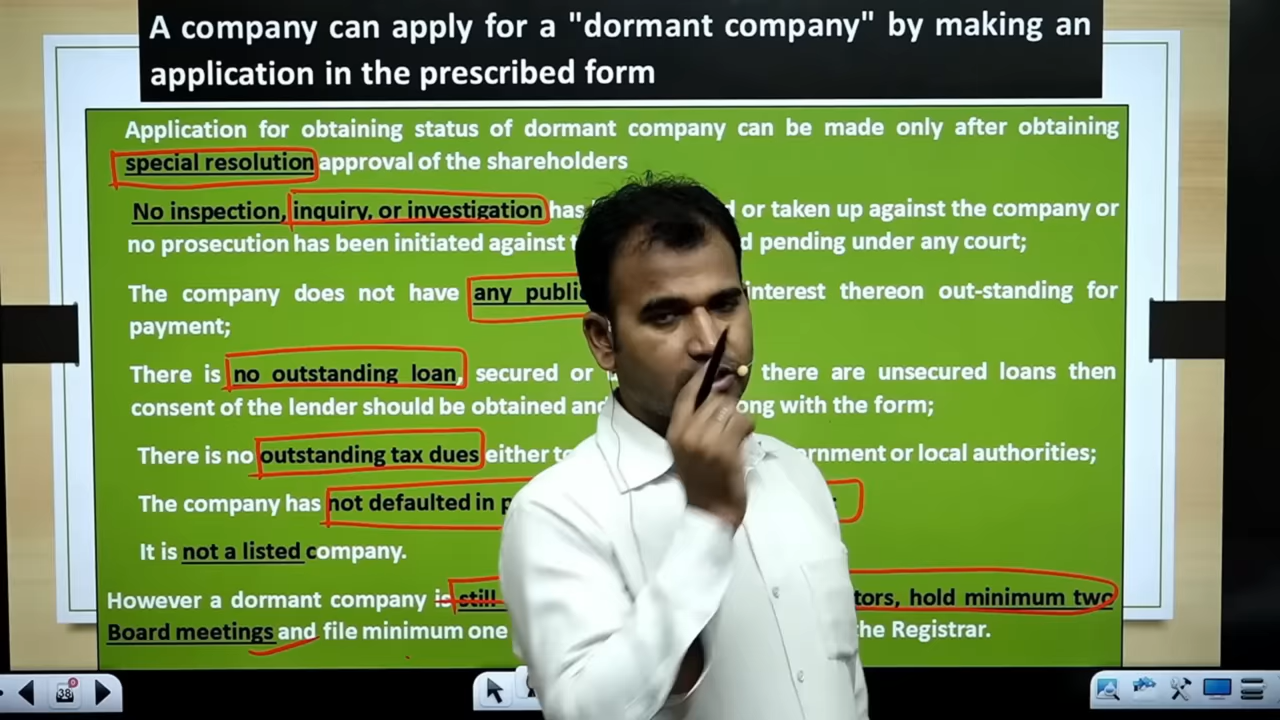 A company can apply for a "dormant company" by making an
application in the prescribed form
Application for obtaining status of dormant company can be made only after obtaining
special resolution approval of the shareholders
No inspection, inquiry, or investigation has or taken up against the company or
no prosecution has been initiated against pending under any court;
The company does not have any interest thereon out-standing for
payment;
There is no outstanding loan, secured or there are unsecured loans then
consent of the lender should be obtained and with the form;
There is no outstanding tax dues either or local authorities;
The company has not defaulted in
It is not a listed company.
However a dormant company is still hold minimum two
Board meetings and file minimum one the Registrar.
38